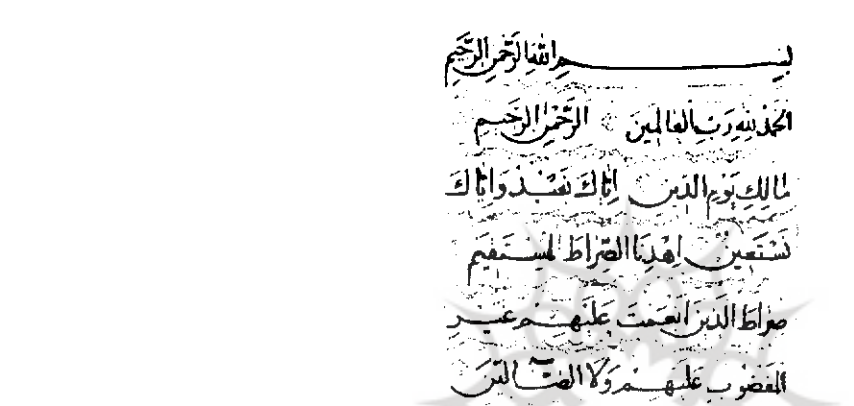 بسم الله الرحمن الرحيم
الحمد لله رب العالمين الرحمن الرحيم
مالك يوم الدين إياك نعبد وإياك
نستعين اهدنا الصراط المستقيم
صراط الذين أنعمت عليهم غير
المغضوب عليهم ولا الضالين